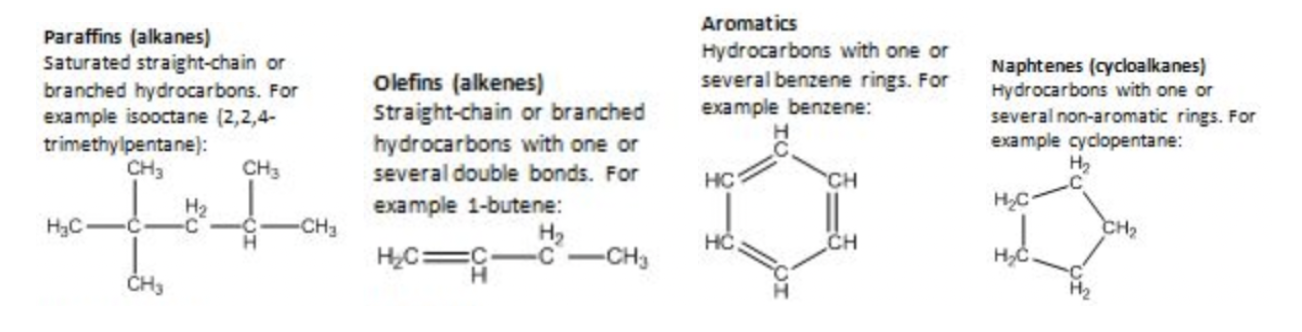 Paraffins (alkanes)
Saturated straight-chain or
branched hydrocarbons. For
example isooctane (2,2,4-
trimethylpentane):
CH3 CH3
H2
H3C C C C CH3
H
CH3
Olefins (alkenes)
Straight-chain or branched
hydrocarbons with one or
several double bonds. For
example 1-butene:
H2
H2C C C CH3
H
Aromatics
Hydrocarbons with one or
several benzene rings. For
example benzene:
H
C
HC CH
HC CH
C
H
Naphtenes (cycloalkanes)
Hydrocarbons with one or
several non-aromatic rings. For
example cyclopentane:
H2
C
H2C
CH2
H2C
C
H2